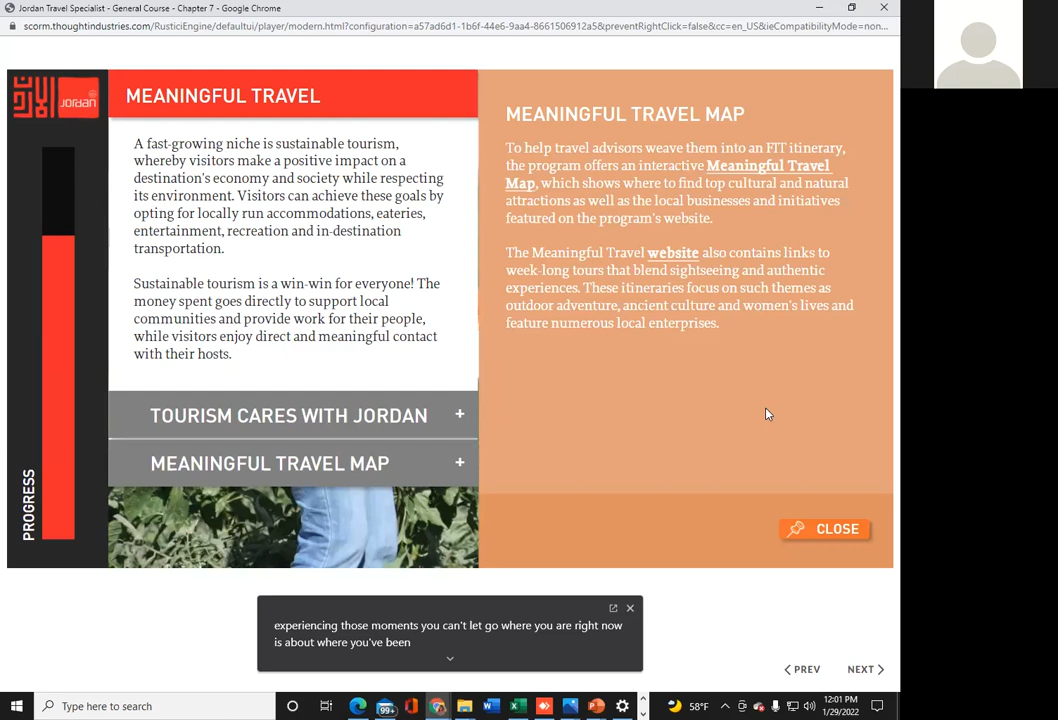 Jordan Travel Specialist - General Course - Chapter 7 - Google Chrome
scorm.thoughtindustries.com/RusticiEngine/defaultui/player/modern.html?configuration=a57ad6d1-1b6f-44e6-9aa4-8661506912a5&preventRightClick=false&cc=en_US&ieCompatibilityMode=non...
Jordan
MEANINGFUL TRAVEL
A fast-growing niche is sustainable tourism,
whereby visitors make a positive impact on a
destination's economy and society while respecting
its environment. Visitors can achieve these goals by
opting for locally run accommodations, eateries,
entertainment, recreation and in-destination
transportation.
Sustainable tourism is a win-win for everyone! The
money spent goes directly to support local
communities and provide work for their people,
while visitors enjoy direct and meaningful contact
with their hosts.
TOURISM CARES WITH JORDAN +
MEANINGFUL TRAVEL MAP +
PROGRESS
MEANINGFUL TRAVEL MAP
To help travel advisors weave them into an FIT itinerary,
the program offers an interactive Meaningful Travel
Map, which shows where to find top cultural and natural
attractions as well as the local businesses and initiatives
featured on the program's website.
The Meaningful Travel website also contains links to
week-long tours that blend sightseeing and authentic
experiences. These itineraries focus on such themes as
outdoor adventure, ancient culture and women's lives and
feature numerous local enterprises.
CLOSE
experiencing those moments you can't let go where you are right now
is about where you've been
PREV NEXT
Type here to search
99+
58°F
12:01 PM
1/29/2022